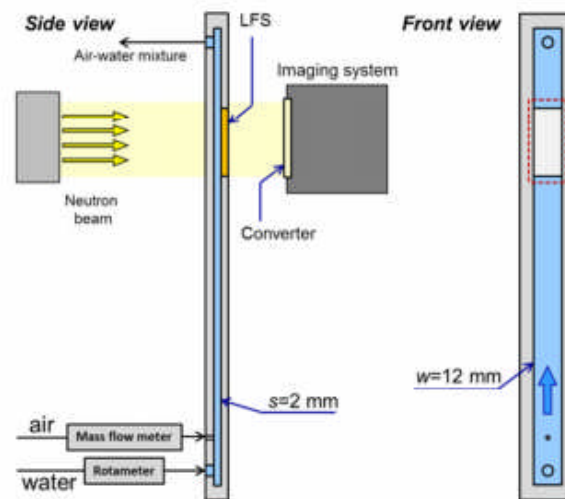 Side view
LFS
Front view
Air-water mixture
Imaging system
Neutron
beam
Converter
s=2 mm
w=12 mm
air
Mass flow meter
water
Rotameter